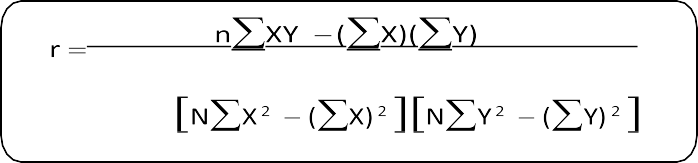 n∑XY – (∑X)(∑Y)
r =
[N∑X² – (∑X)²][N∑Y² – (∑Y)²]